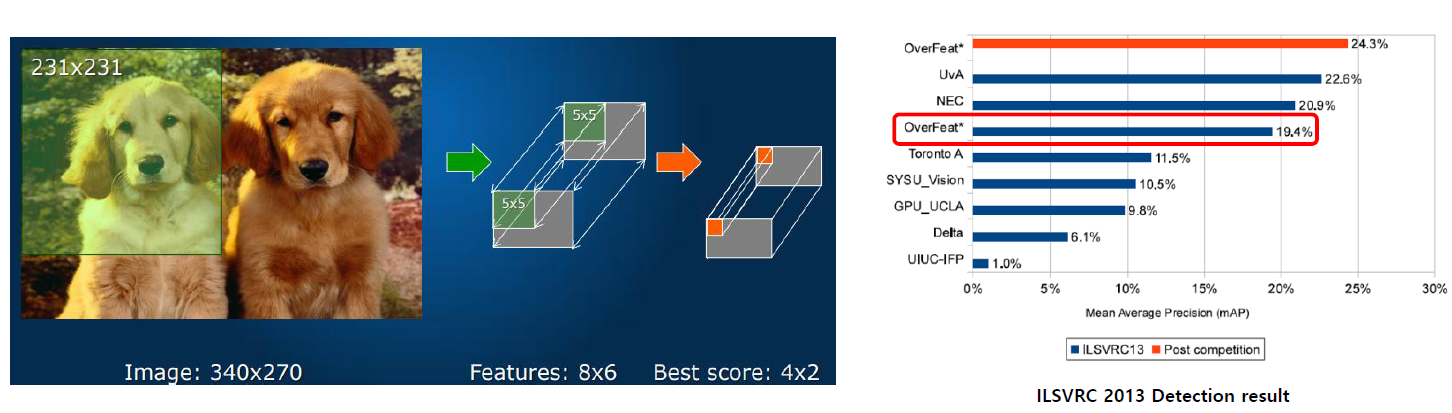 231x231
5x5
5x5
Image: 340x270
Features: 8x6
Best score: 4x2
OverFeat* 24.3%
UvA 22.6%
NEC 20.9%
OverFeat* 19.4%
Toronto A 11.5%
SYSU_Vision 10.5%
GPU_UCLA 9.8%
Delta 6.1%
UIUC-IFP 1.0%
0% 5% 10% 15% 20% 25% 30%
Mean Average Precision (mAP)
ILSVRC13 Post competition
ILSVRC 2013 Detection result